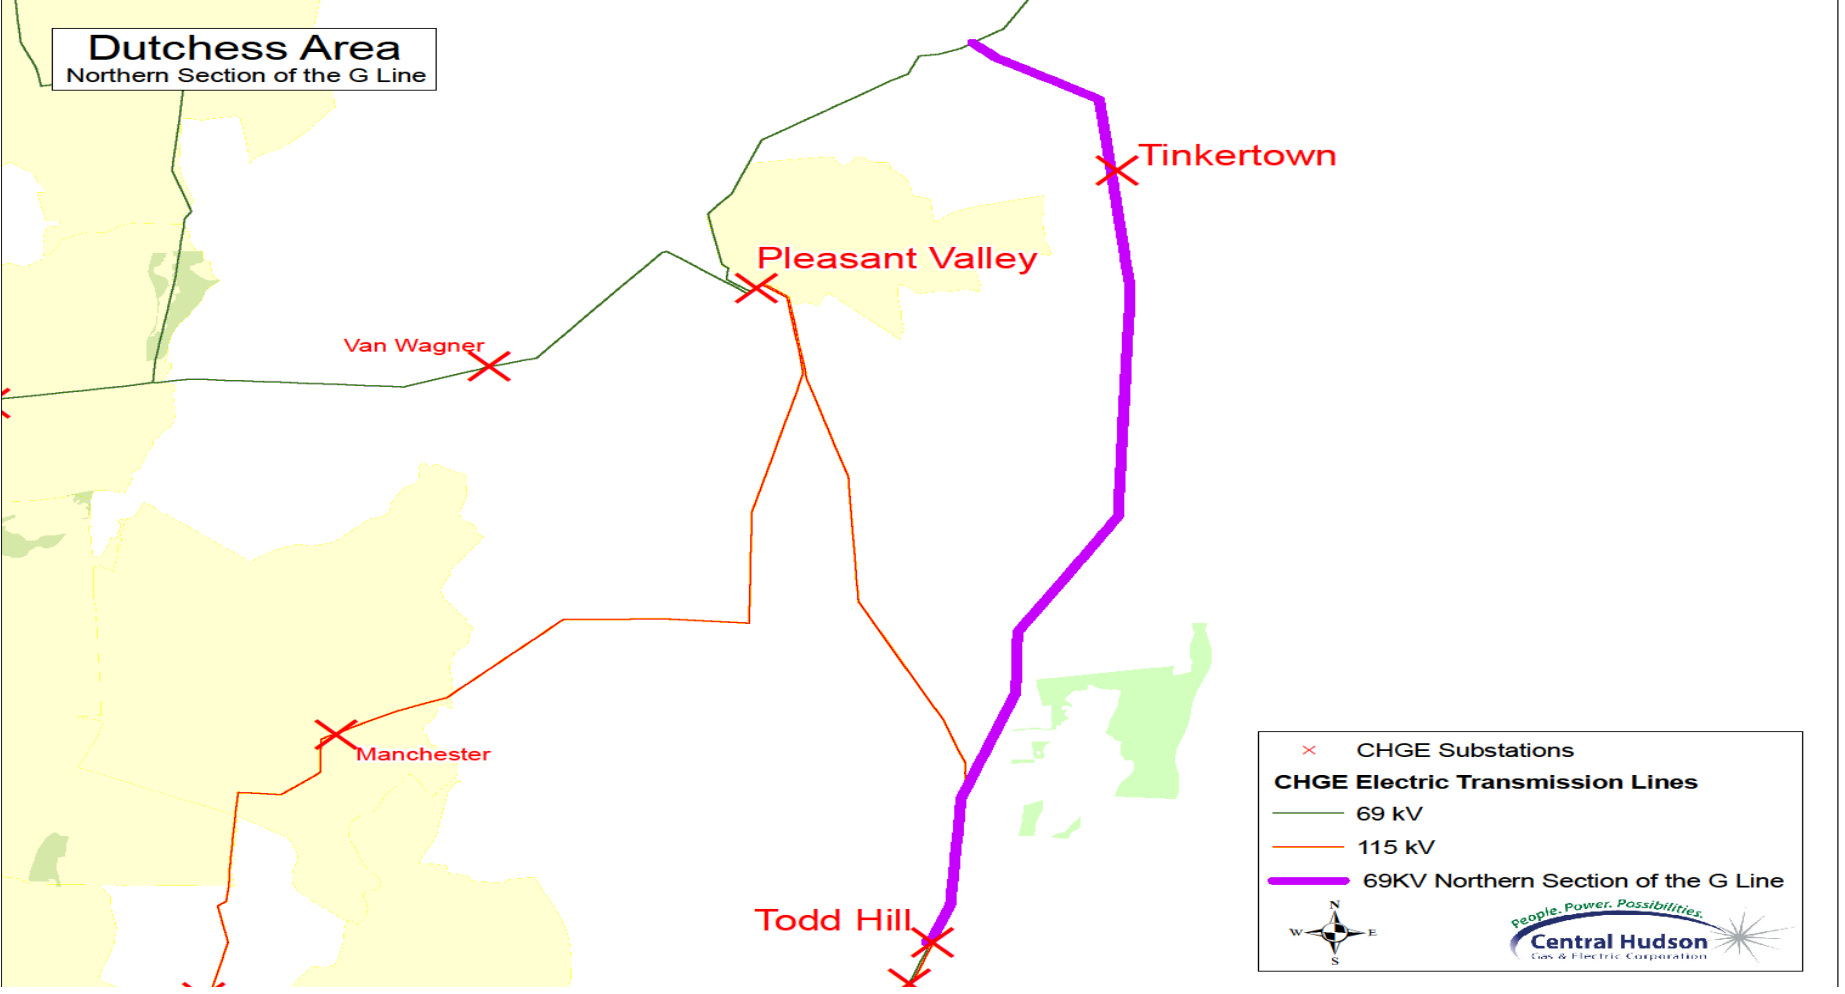 Dutchess Area
Northern Section of the G Line
Tinkertown
Pleasant Valley
Van Wagner
Manchester
Todd Hill
CHGE Substations
CHGE Electric Transmission Lines
69 kV
115 kV
69KV Northern Section of the G Line
N
W E
S
People. Power. Possibilities.
Central Hudson
Gas & Electric Corporation